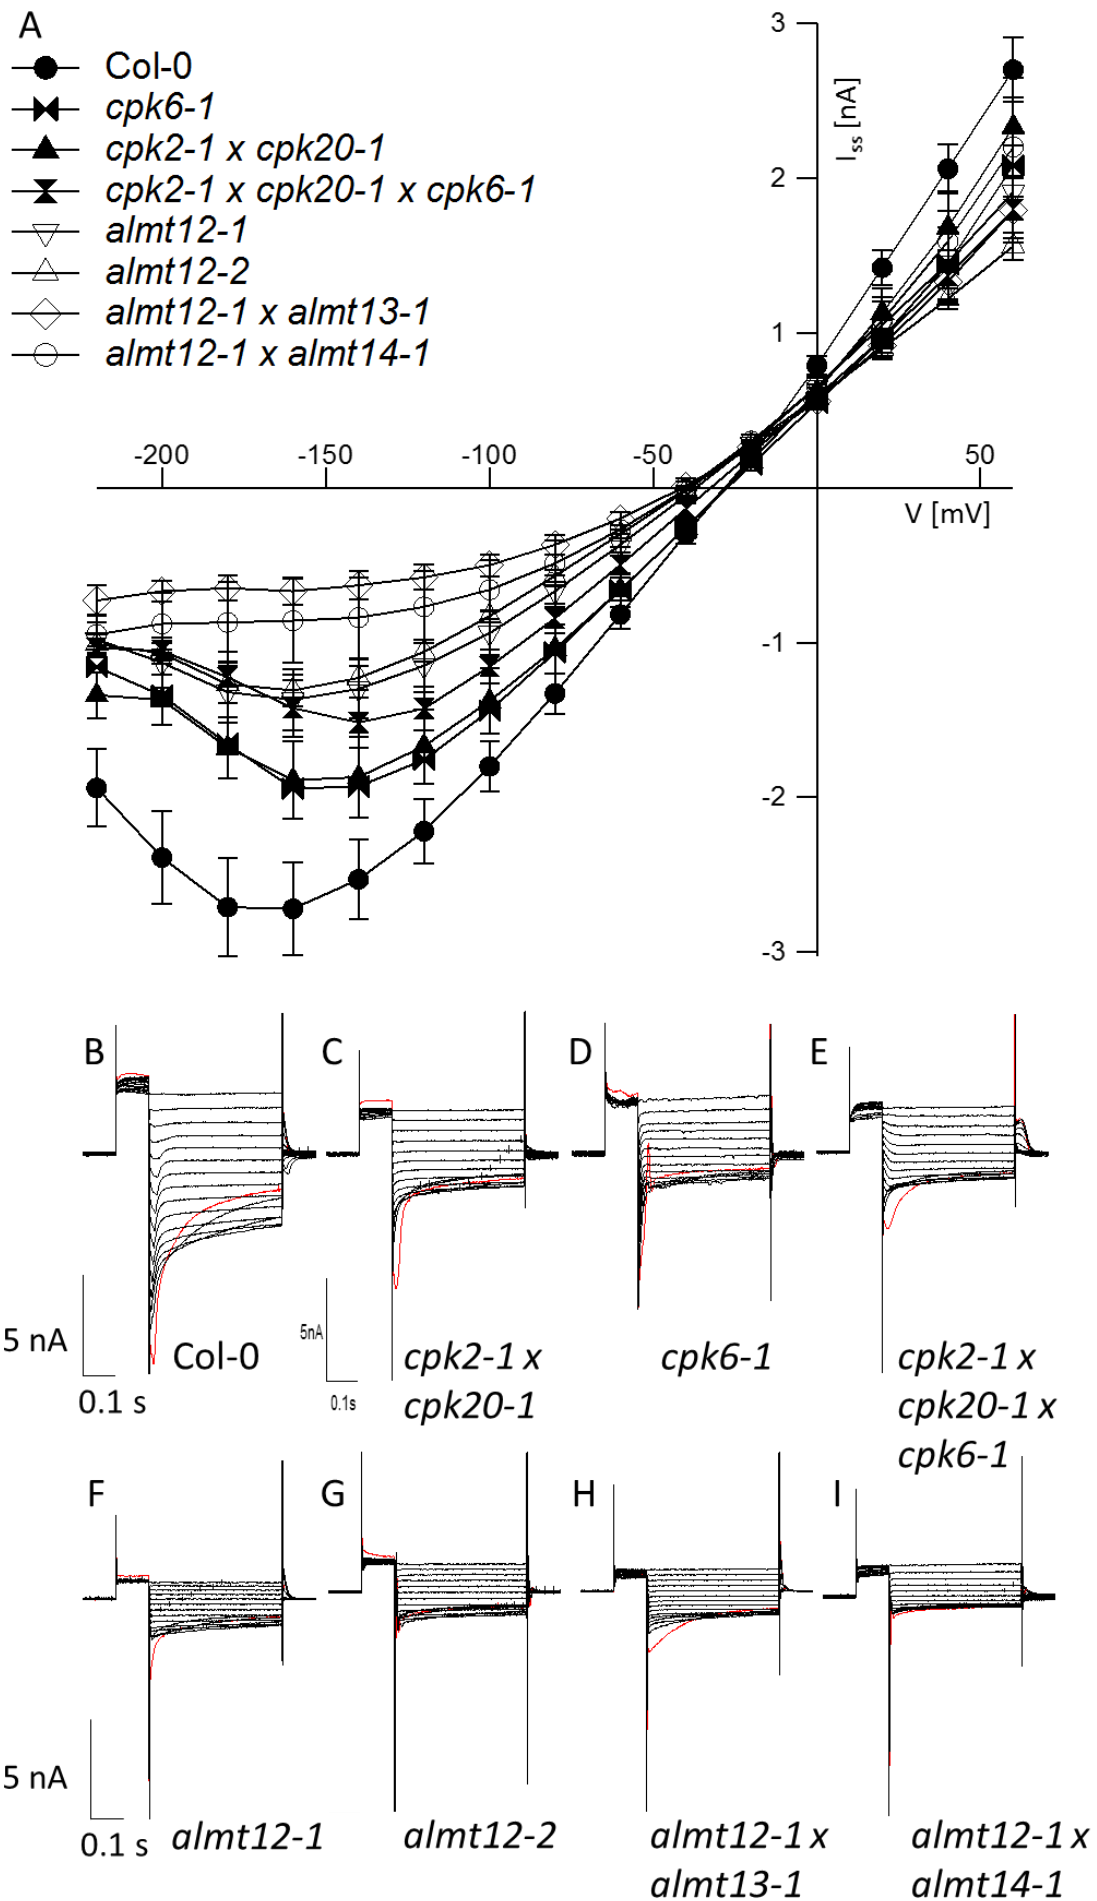 A
Col-0
cpk6-1
cpk2-1 x cpk20-1
cpk2-1 x cpk20-1 x cpk6-1
almt12-1
almt12-2
almt12-1 x almt13-1
almt12-1 x almt14-1
3
Iss [nA]
2
1
-200 -150 -100 -50 50
V [mV]
-1
-2
-3
B C D E
5 nA
0.1 s
5nA
0.1s
Col-0
cpk2-1 x
cpk20-1
cpk6-1
cpk2-1 x
cpk20-1 x
cpk6-1
F G H I
5 nA
0.1 s
almt12-1
almt12-2
almt12-1 x
almt13-1
almt12-1 x
almt14-1